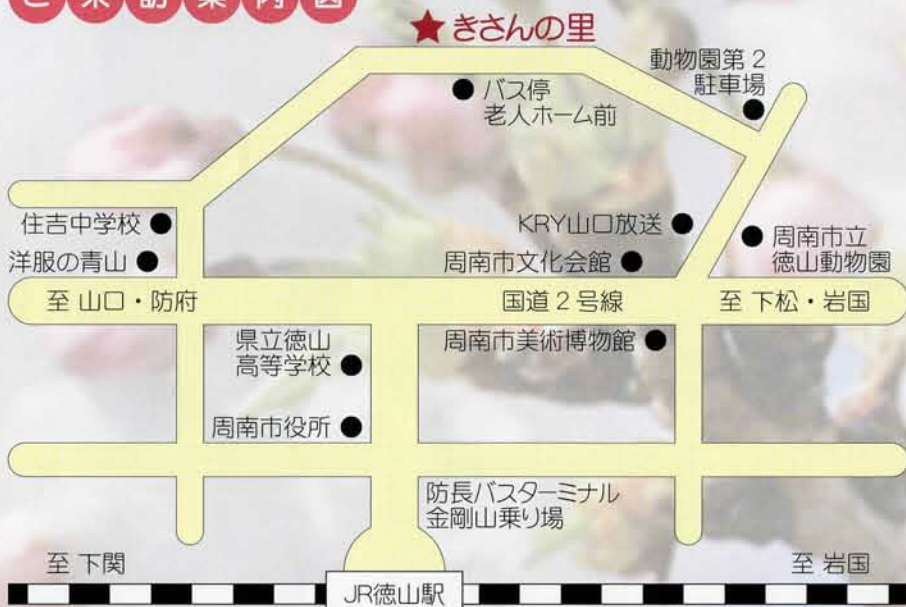 ご来訪案内図
★きさんの里
動物園第2
駐車場
バス停
老人ホーム前
住吉中学校
KRY山口放送
周南市立
徳山動物園
洋服の青山
周南市文化会館
至 山口・防府
国道2号線
至 下松・岩国
県立徳山
高等学校
周南市美術博物館
周南市役所
防長バスターミナル
金剛山乗り場
至 下関
至 岩国
JR徳山駅